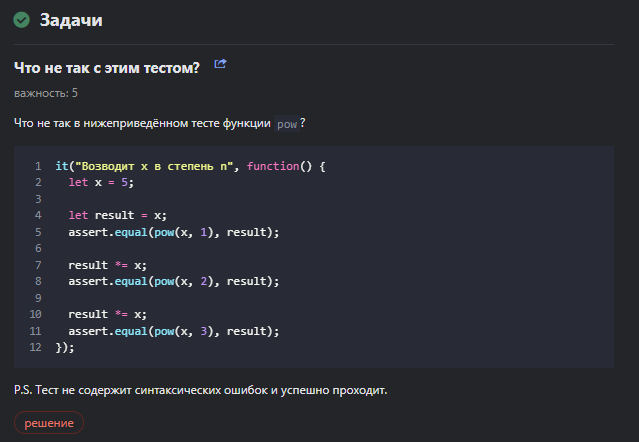 Задачи
Что не так с этим тестом?
важность: 5
Что не так в нижеприведённом тесте функции pow?
1 it("Возводит x в степень n", function() {
2   let x = 5;
3
4   let result = x;
5   assert.equal(pow(x, 1), result);
6
7   result *= x;
8   assert.equal(pow(x, 2), result);
9
10   result *= x;
11   assert.equal(pow(x, 3), result);
12 });
P.S. Тест не содержит синтаксических ошибок и успешно проходит.
решение